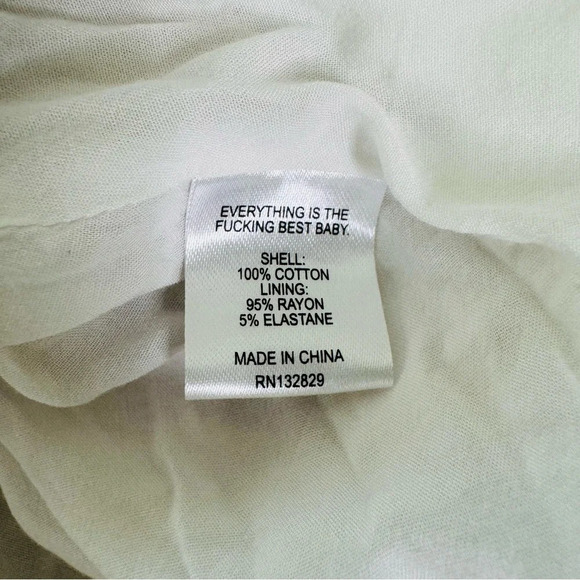 EVERYTHING IS THE
FUCKING BEST BABY.
SHELL:
100% COTTON
LINING:
95% RAYON
5% ELASTANE
MADE IN CHINA
RN132829